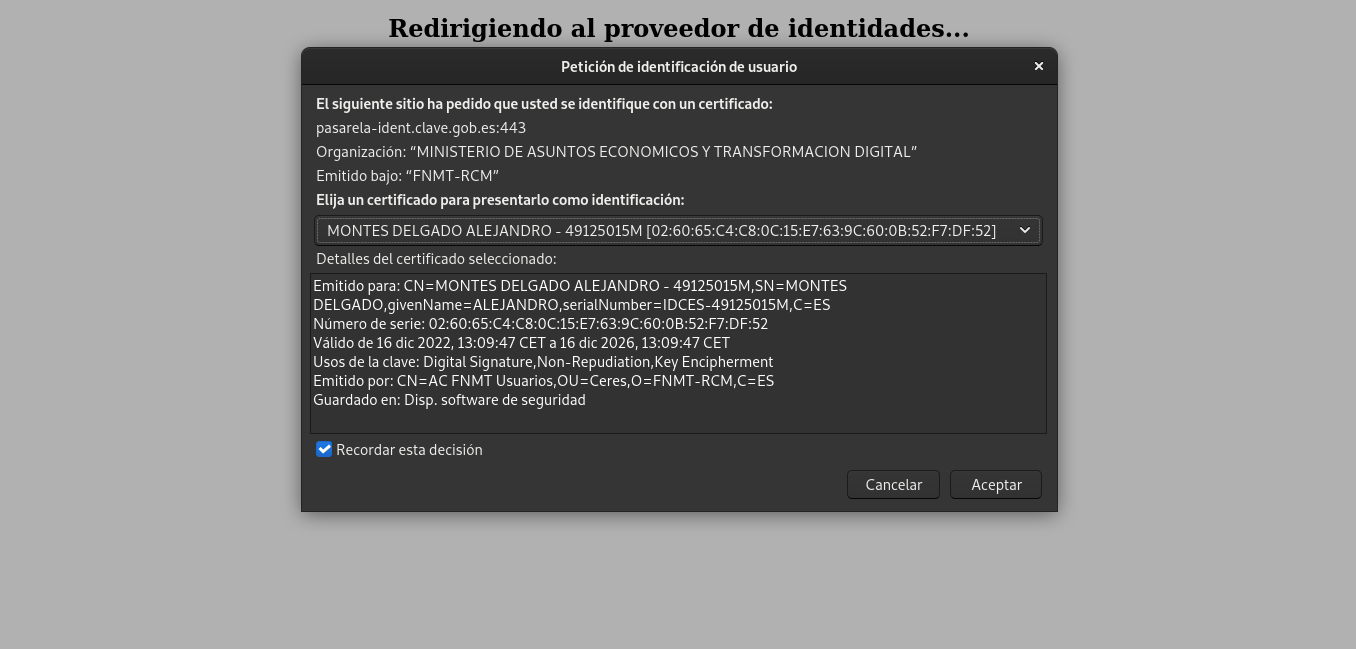 Redirigiendo al proveedor de identidades...
Petición de identificación de usuario
El siguiente sitio ha pedido que usted se identifique con un certificado:
pasarela-ident.clave.gob.es:443
Organización: “MINISTERIO DE ASUNTOS ECONOMICOS Y TRANSFORMACION DIGITAL”
Emitido bajo: “FNMT-RCM”
Elija un certificado para presentarlo como identificación:
MONTES DELGADO ALEJANDRO - 49125015M [02:60:65:C4:C8:0C:15:E7:63:9C:60:0B:52:F7:DF:52]
Detalles del certificado seleccionado:
Emitido para: CN=MONTES DELGADO ALEJANDRO - 49125015M,SN=MONTES
DELGADO,givenName=ALEJANDRO,serialNumber=IDCES-49125015M,C=ES
Número de serie: 02:60:65:C4:C8:0C:15:E7:63:9C:60:0B:52:F7:DF:52
Válido de 16 dic 2022, 13:09:47 CET a 16 dic 2026, 13:09:47 CET
Usos de la clave: Digital Signature,Non-Repudiation,Key Encipherment
Emitido por: CN=AC FNMT Usuarios,OU=Ceres,O=FNMT-RCM,C=ES
Guardado en: Disp. software de seguridad
Recordar esta decisión
Cancelar
Aceptar